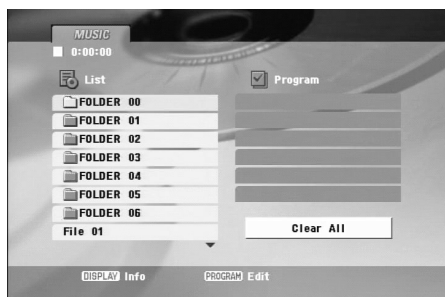 MUSIC
0:00:00
List
Program
FOLDER 00
FOLDER 01
FOLDER 02
FOLDER 03
FOLDER 04
FOLDER 05
FOLDER 06
File 01
Clear All
DISPLAY Info PROGRAM Edit